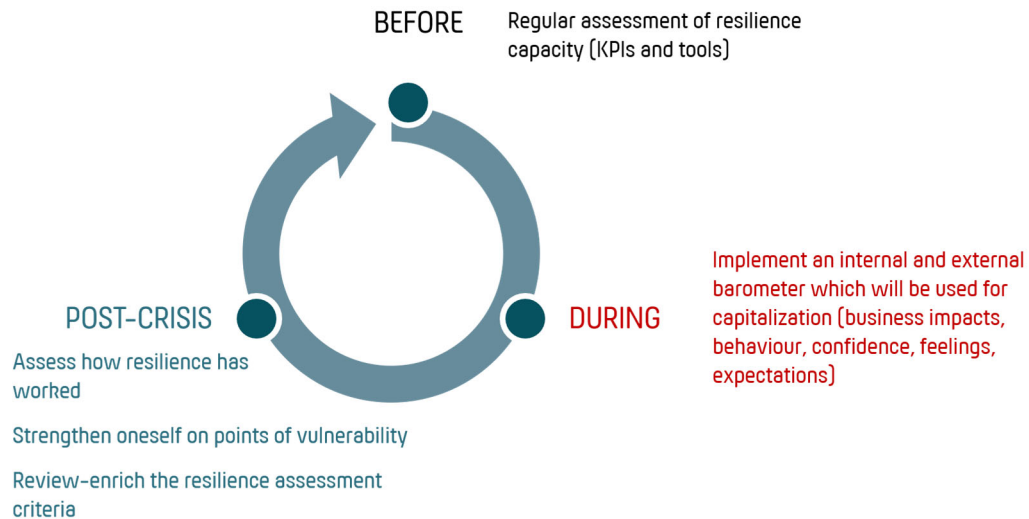 BEFORE
Regular assessment of resilience
capacity (KPIs and tools)
DURING
Implement an internal and external
barometer which will be used for
capitalization (business impacts,
behaviour, confidence, feelings,
expectations)
POST-CRISIS
Assess how resilience has
worked
Strengthen oneself on points of vulnerability
Review-enrich the resilience assessment
criteria